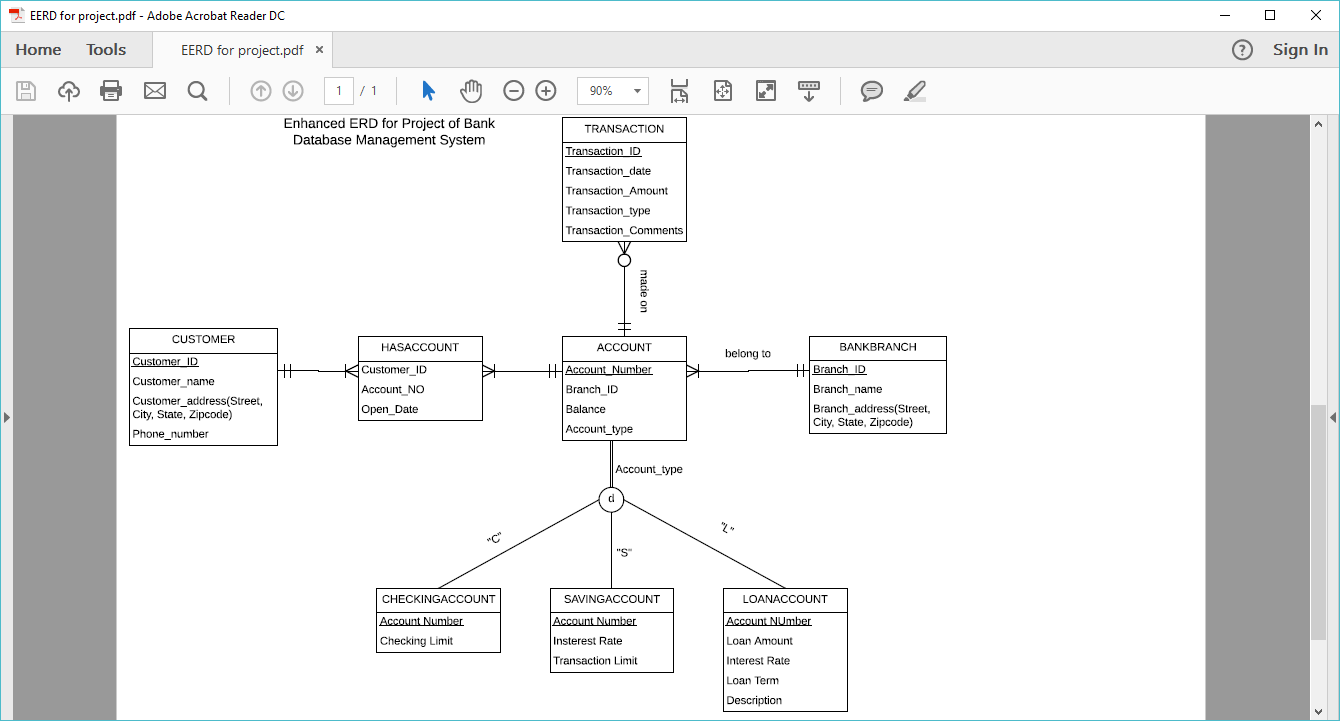 EERD for project.pdf - Adobe Acrobat Reader DC
Home
Tools
EERD for project.pdf ×
?
Sign In
1 / 1
90%
Enhanced ERD for Project of Bank
Database Management System
TRANSACTION
Transaction_ID
Transaction_date
Transaction_Amount
Transaction_type
Transaction_Comments
made on
CUSTOMER
Customer_ID
Customer_name
Customer_address(Street,
City, State, Zipcode)
Phone_number
HASACCOUNT
Customer_ID
Account_NO
Open_Date
ACCOUNT
Account_Number
Branch_ID
Balance
Account_type
belong to
BANKBRANCH
Branch_ID
Branch_name
Branch_address(Street,
City, State, Zipcode)
Account_type
d
"C"
"S"
"L"
CHECKINGACCOUNT
Account Number
Checking Limit
SAVINGACCOUNT
Account Number
Insterest Rate
Transaction Limit
LOANACCOUNT
Account NUmber
Loan Amount
Interest Rate
Loan Term
Description